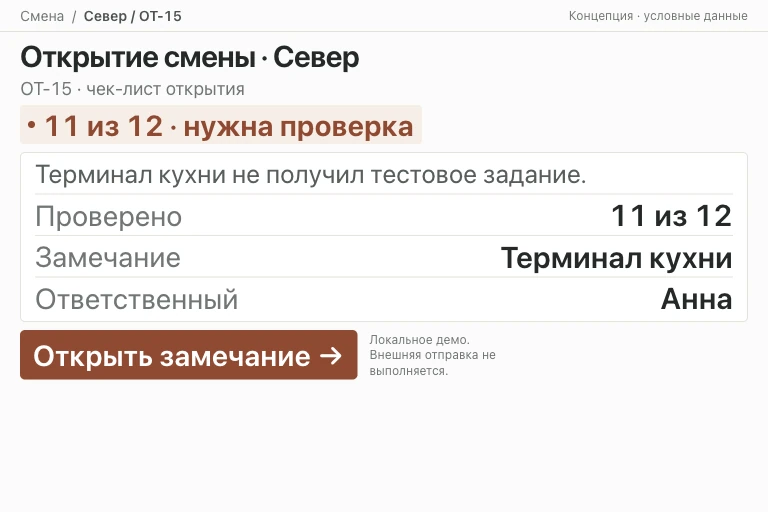 Смена / Север / ОТ-15
Концепция · условные данные
Открытие смены · Север
ОТ-15 · чек-лист открытия
• 11 из 12 · нужна проверка
Терминал кухни не получил тестовое задание.
Проверено 11 из 12
Замечание Терминал кухни
Ответственный Анна
Открыть замечание →
Локальное демо.
Внешняя отправка не
выполняется.